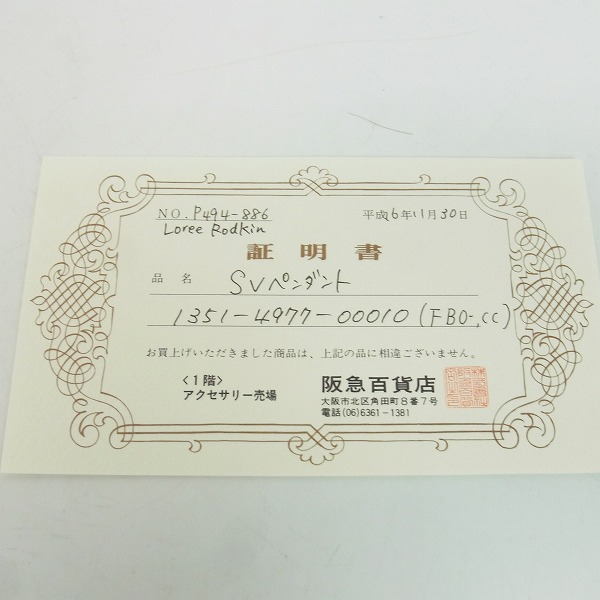 NO. P494-886
Loree Rodkin
平成16年11月30日
証明書
品名 SVペンダント
1351-4977-00010 (FBO-,CC)
お買上げいただきました商品は、上記の品に相違ございません。
〈1階〉
アクセサリー売場
阪急百貨店
大阪市北区角田町8番7号
電話(06)6361-1381